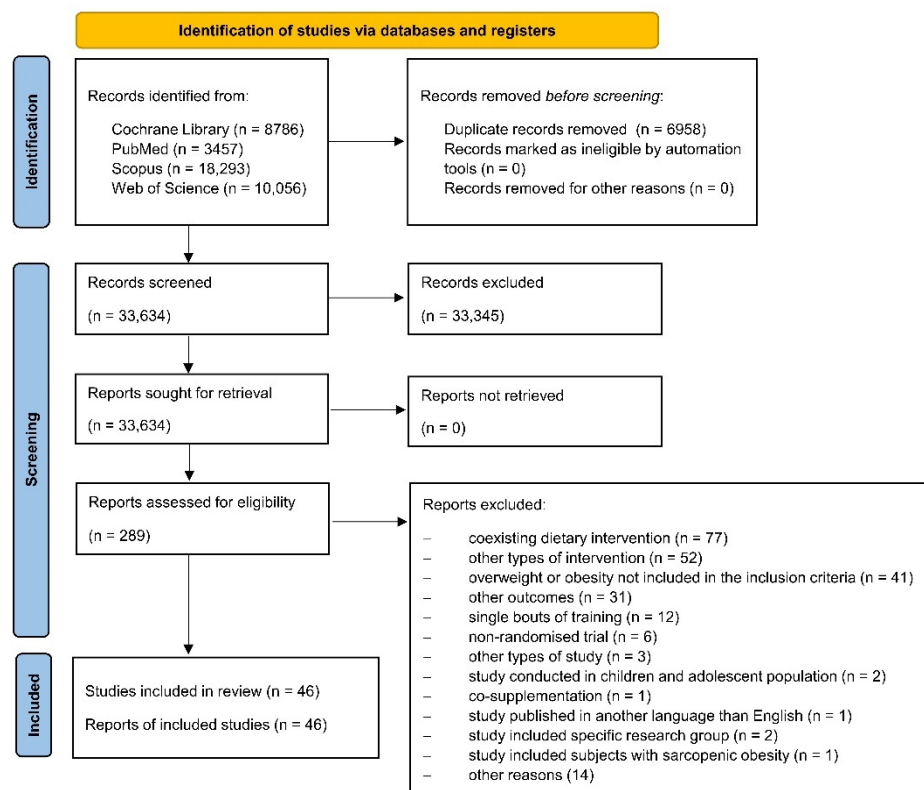 Identification of studies via databases and registers
Identification
Records identified from:
Cochrane Library (n = 8786)
PubMed (n = 3457)
Scopus (n = 18,293)
Web of Science (n = 10,056)
Records removed before screening:
Duplicate records removed (n = 6958)
Records marked as ineligible by automation
tools (n = 0)
Records removed for other reasons (n = 0)
Screening
Records screened
(n = 33,634)
Records excluded
(n = 33,345)
Reports sought for retrieval
(n = 33,634)
Reports not retrieved
(n = 0)
Reports assessed for eligibility
(n = 289)
Reports excluded:
– coexisting dietary intervention (n = 77)
– other types of intervention (n = 52)
– overweight or obesity not included in the inclusion criteria (n = 41)
– other outcomes (n = 31)
– single bouts of training (n = 12)
– non-randomised trial (n = 6)
– other types of study (n = 3)
– study conducted in children and adolescent population (n = 2)
– co-supplementation (n = 1)
– study published in another language than English (n = 1)
– study included specific research group (n = 2)
– study included subjects with sarcopenic obesity (n = 1)
– other reasons (14)
Included
Studies included in review (n = 46)
Reports of included studies (n = 46)